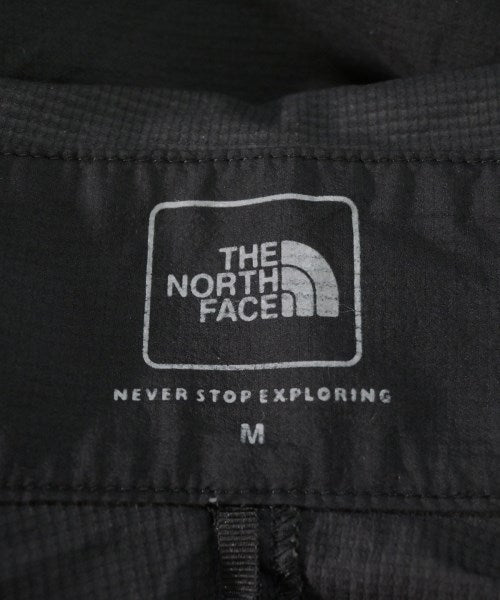 THE
NORTH
FACE
NEVER STOP EXPLORING
M